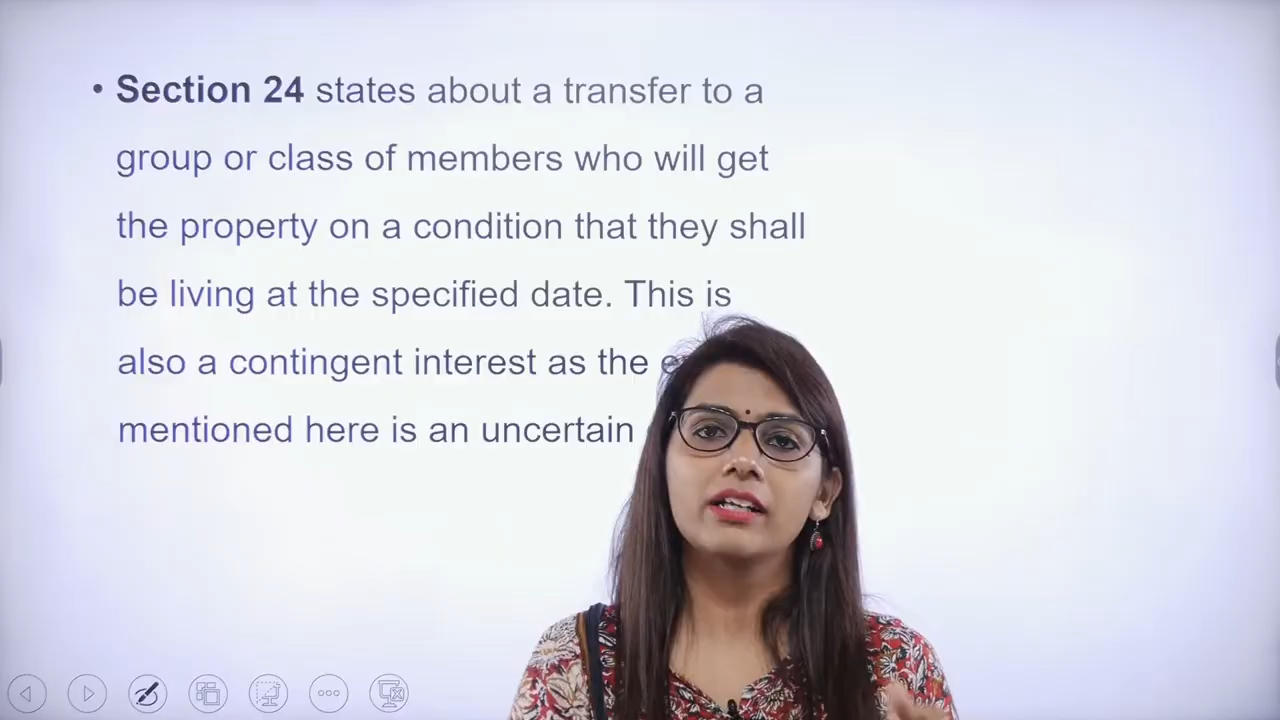 • Section 24 states about a transfer to a
group or class of members who will get
the property on a condition that they shall
be living at the specified date. This is
also a contingent interest as the
mentioned here is an uncertain